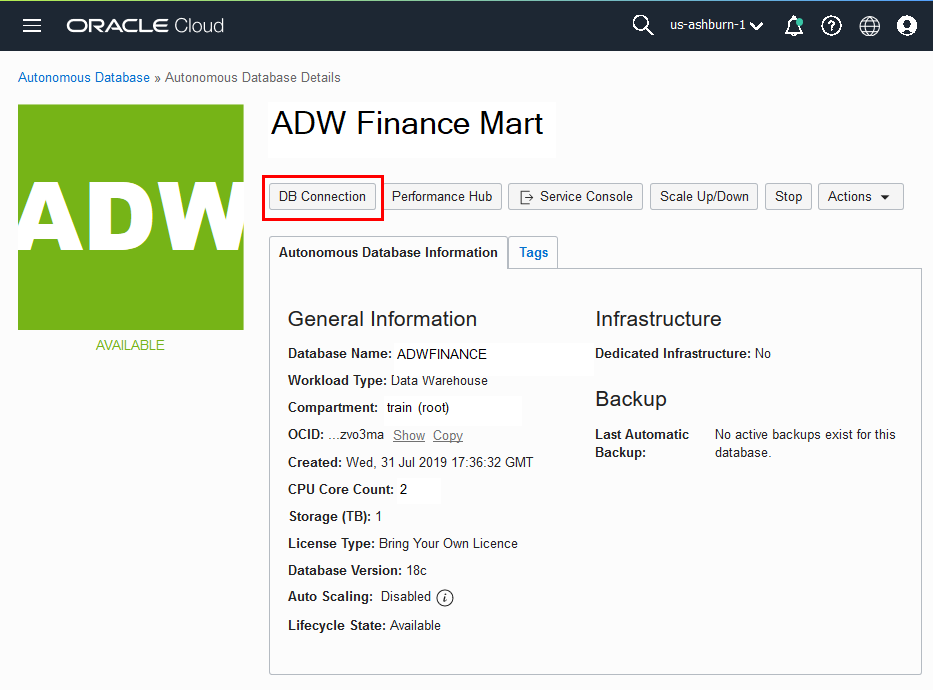 ORACLE Cloud
us-ashburn-1
Autonomous Database » Autonomous Database Details
ADW
AVAILABLE
ADW Finance Mart
DB Connection Performance Hub Service Console Scale Up/Down Stop Actions
Autonomous Database Information Tags
General Information
Database Name: ADWFINANCE
Workload Type: Data Warehouse
Compartment: train (root)
OCID: ...zvo3ma Show Copy
Created: Wed, 31 Jul 2019 17:36:32 GMT
CPU Core Count: 2
Storage (TB): 1
License Type: Bring Your Own Licence
Database Version: 18c
Auto Scaling: Disabled i
Lifecycle State: Available
Infrastructure
Dedicated Infrastructure: No
Backup
Last Automatic Backup: No active backups exist for this
database.